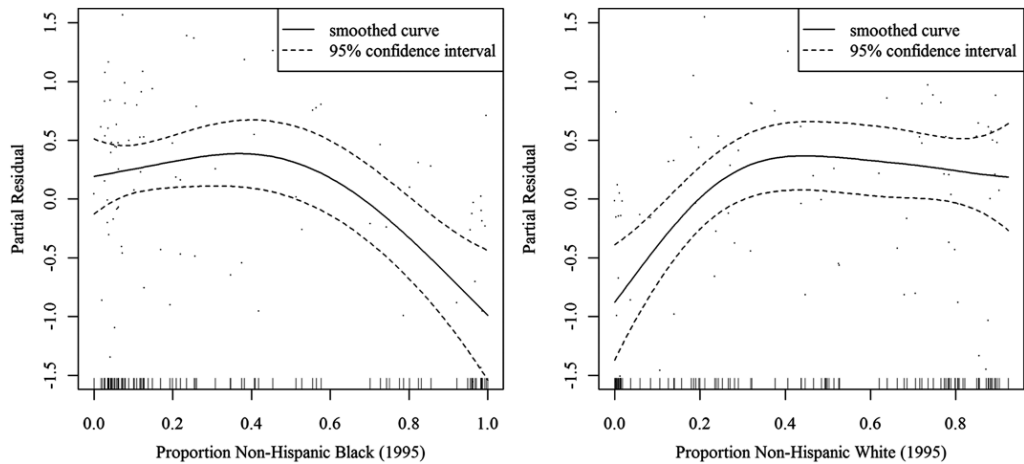 smoothed curve
95% confidence interval
Partial Residual
1.5
1.0
0.5
0.0
-0.5
-1.0
-1.5
0.0 0.2 0.4 0.6 0.8 1.0
Proportion Non-Hispanic Black (1995)
smoothed curve
95% confidence interval
Partial Residual
1.5
1.0
0.5
0.0
-0.5
-1.0
-1.5
0.0 0.2 0.4 0.6 0.8
Proportion Non-Hispanic White (1995)